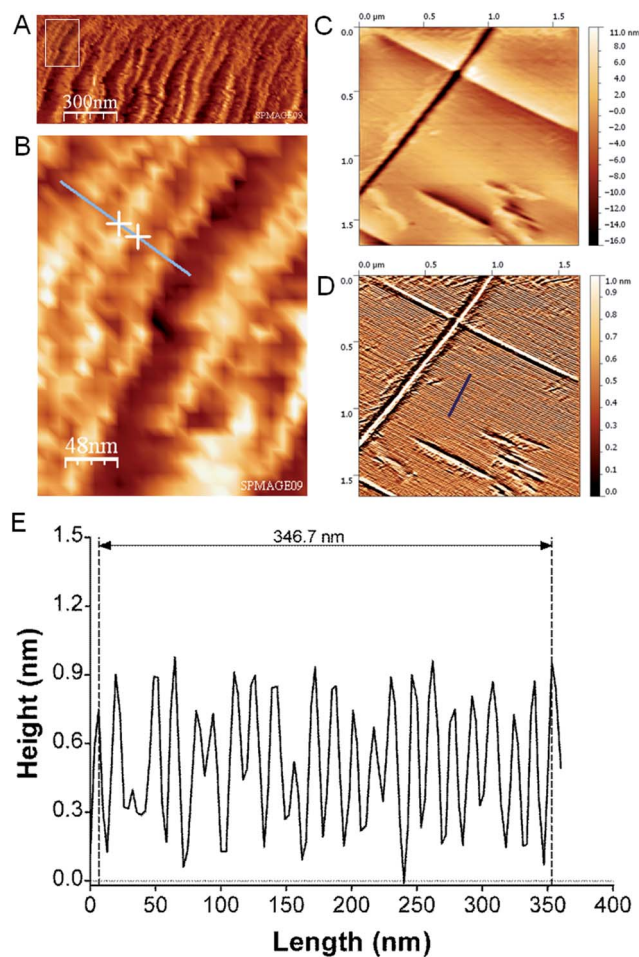 A
300nm
SPMAGE09
B
48nm
SPMAGE09
C
0.0 μm 0.5 1.0 1.5
0.0
0.5
1.0
1.5
11.0 nm
8.0
6.0
4.0
2.0
0.0
-2.0
-4.0
-6.0
-8.0
-10.0
-12.0
-14.0
-16.0
D
0.0 μm 0.5 1.0 1.5
0.0
0.5
1.0
1.5
1.0 nm
0.9
0.8
0.7
0.6
0.5
0.4
0.3
0.2
0.1
0.0
E
346.7 nm
1.5
1.2
0.9
0.6
0.3
0.0
Height (nm)
0 50 100 150 200 250 300 350 400
Length (nm)